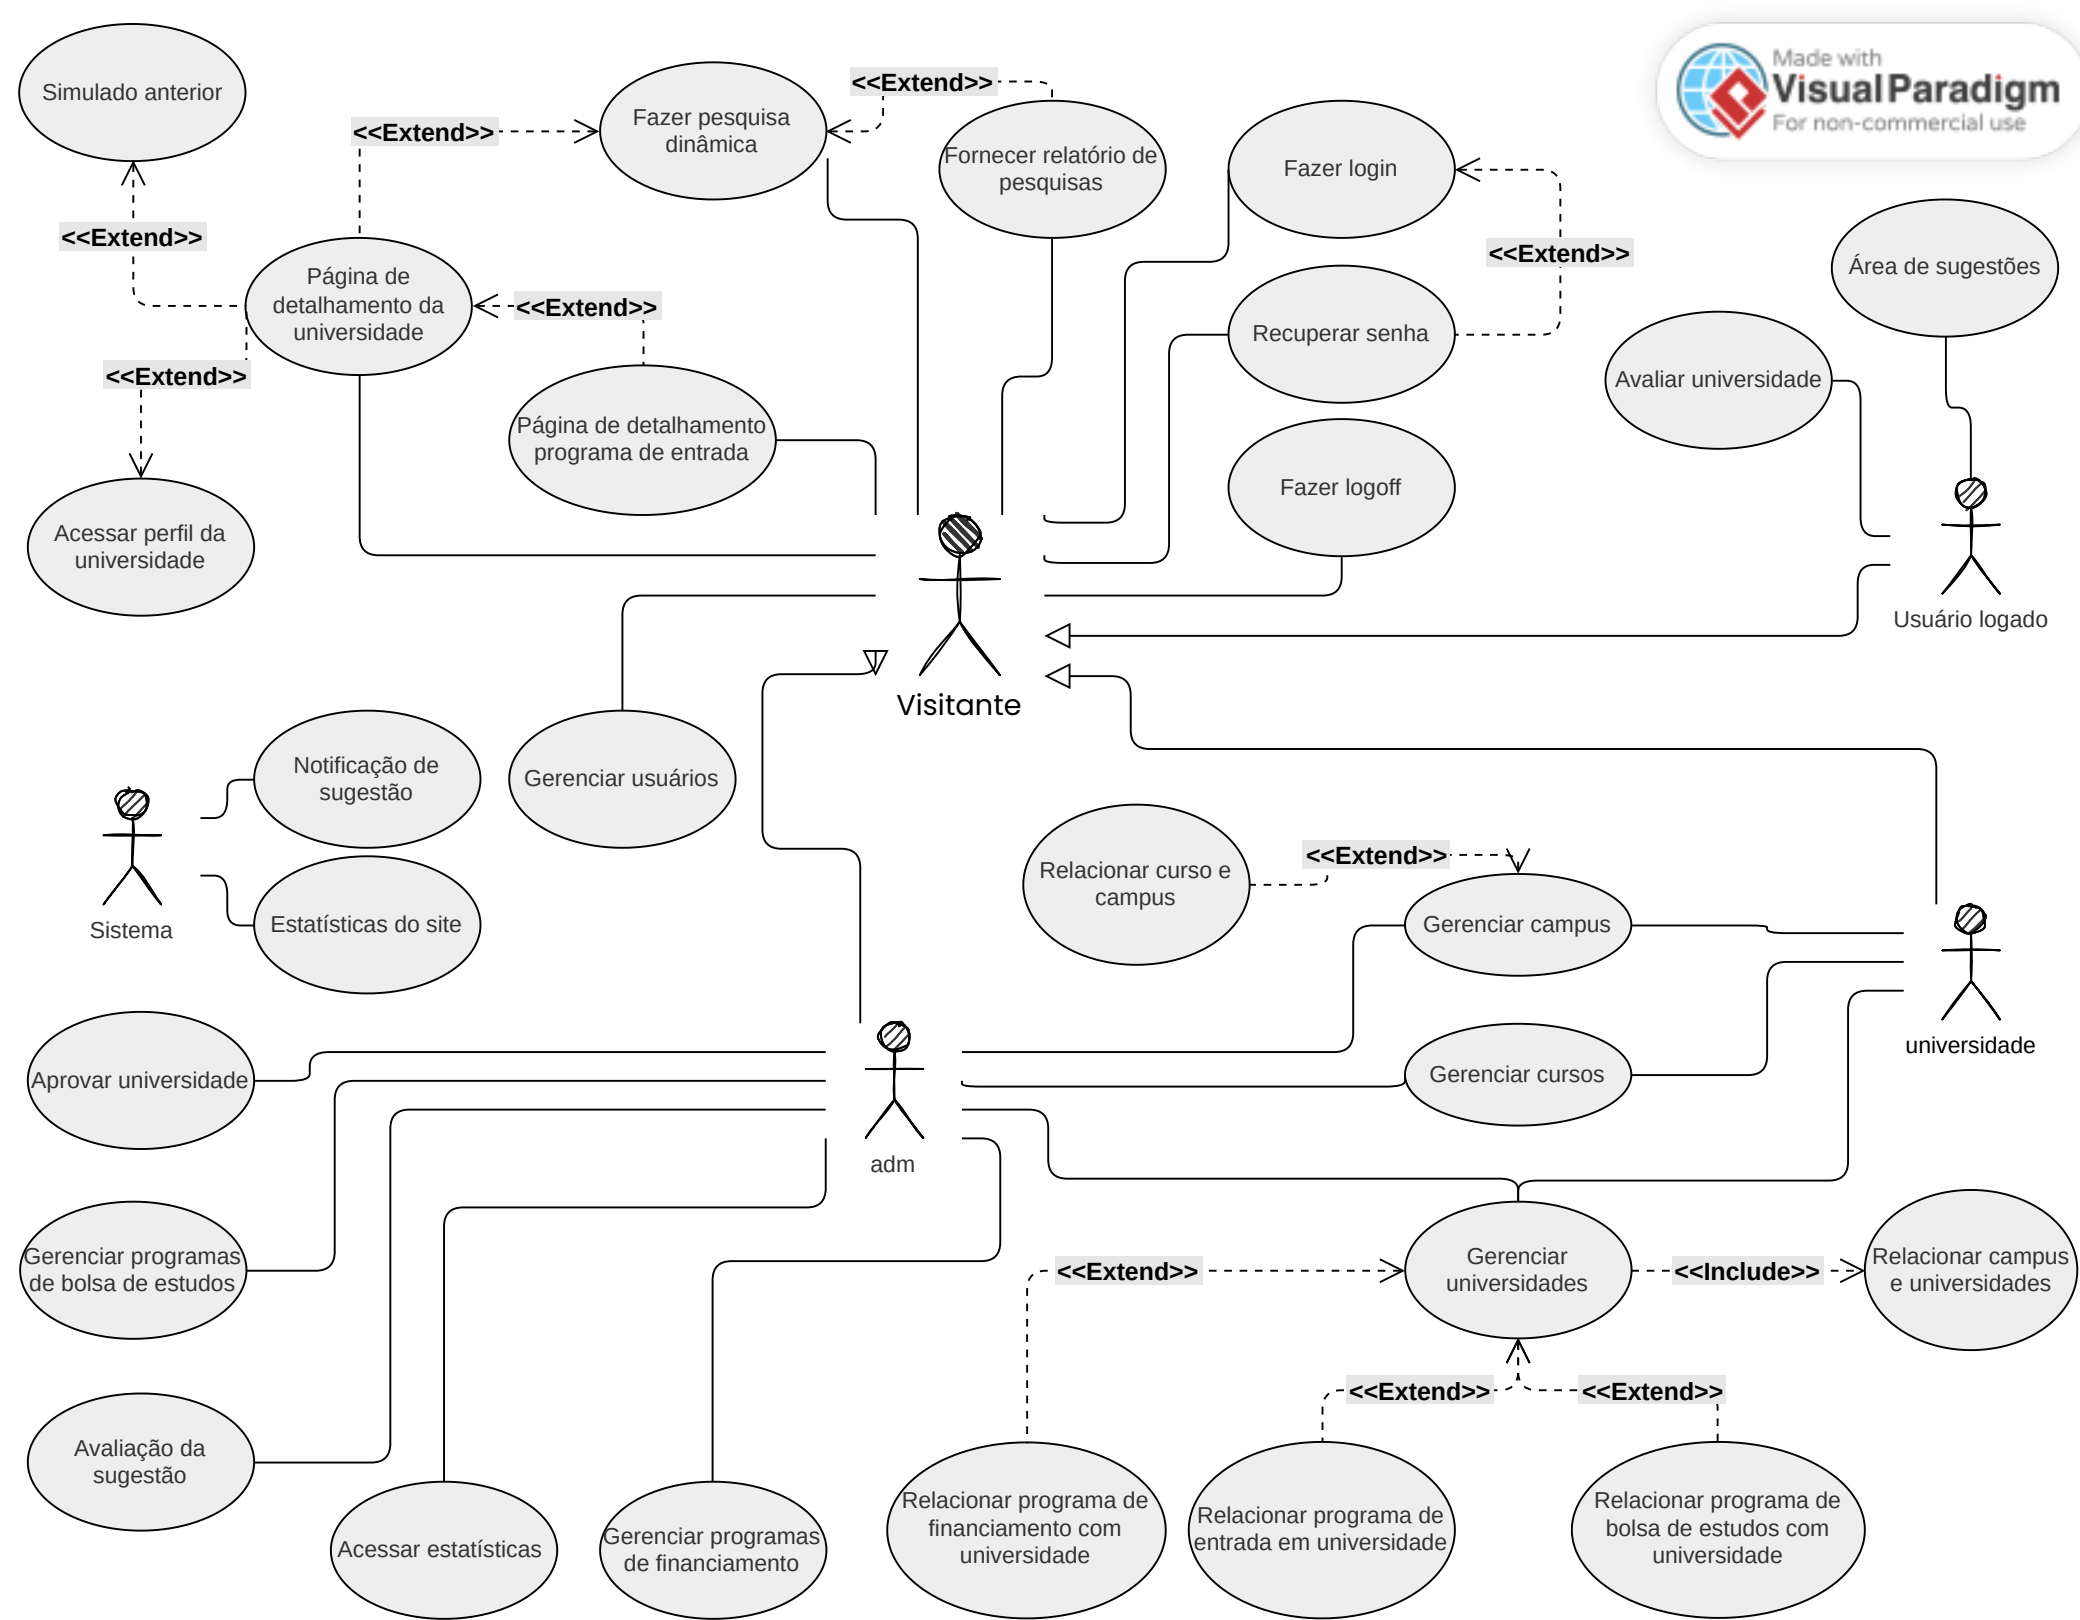 Made with
Visual Paradigm
For non-commercial use
Simulado anterior
<<Extend>>
Fazer pesquisa
dinâmica
<<Extend>>
Fornecer relatório de
pesquisas
Fazer login
<<Extend>>
<<Extend>>
Área de sugestões
Página de
detalhamento da
universidade
<<Extend>>
Recuperar senha
<<Extend>>
Avaliar universidade
Página de detalhamento
programa de entrada
Fazer logoff
Acessar perfil da
universidade
Usuário logado
Visitante
Notificação de
sugestão
Gerenciar usuários
Sistema
Estatísticas do site
Relacionar curso e
campus
<<Extend>>
Gerenciar campus
universidade
Aprovar universidade
Gerenciar cursos
adm
Gerenciar programas
de bolsa de estudos
<<Extend>>
Gerenciar
universidades
<<Include>>
Relacionar campus
e universidades
<<Extend>>
<<Extend>>
Avaliação da
sugestão
Acessar estatísticas
Gerenciar programas
de financiamento
Relacionar programa de
financiamento com
universidade
Relacionar programa de
entrada em universidade
Relacionar programa de
bolsa de estudos com
universidade